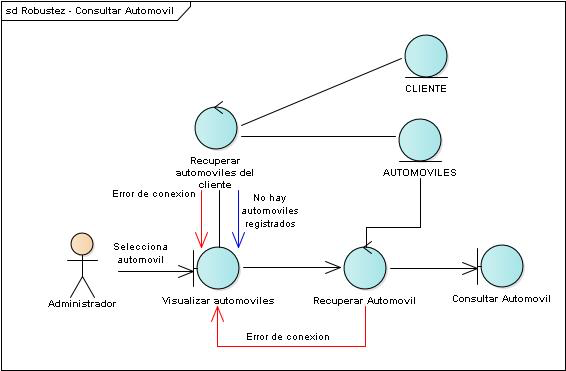 sd Robustez - Consultar Automovil
CLIENTE
Recuperar
automoviles del
cliente
AUTOMOVILES
Error de conexion
No hay
automoviles
registrados
Selecciona
automovil
Administrador
Visualizar automoviles
Recuperar Automovil
Consultar Automovil
Error de conexion